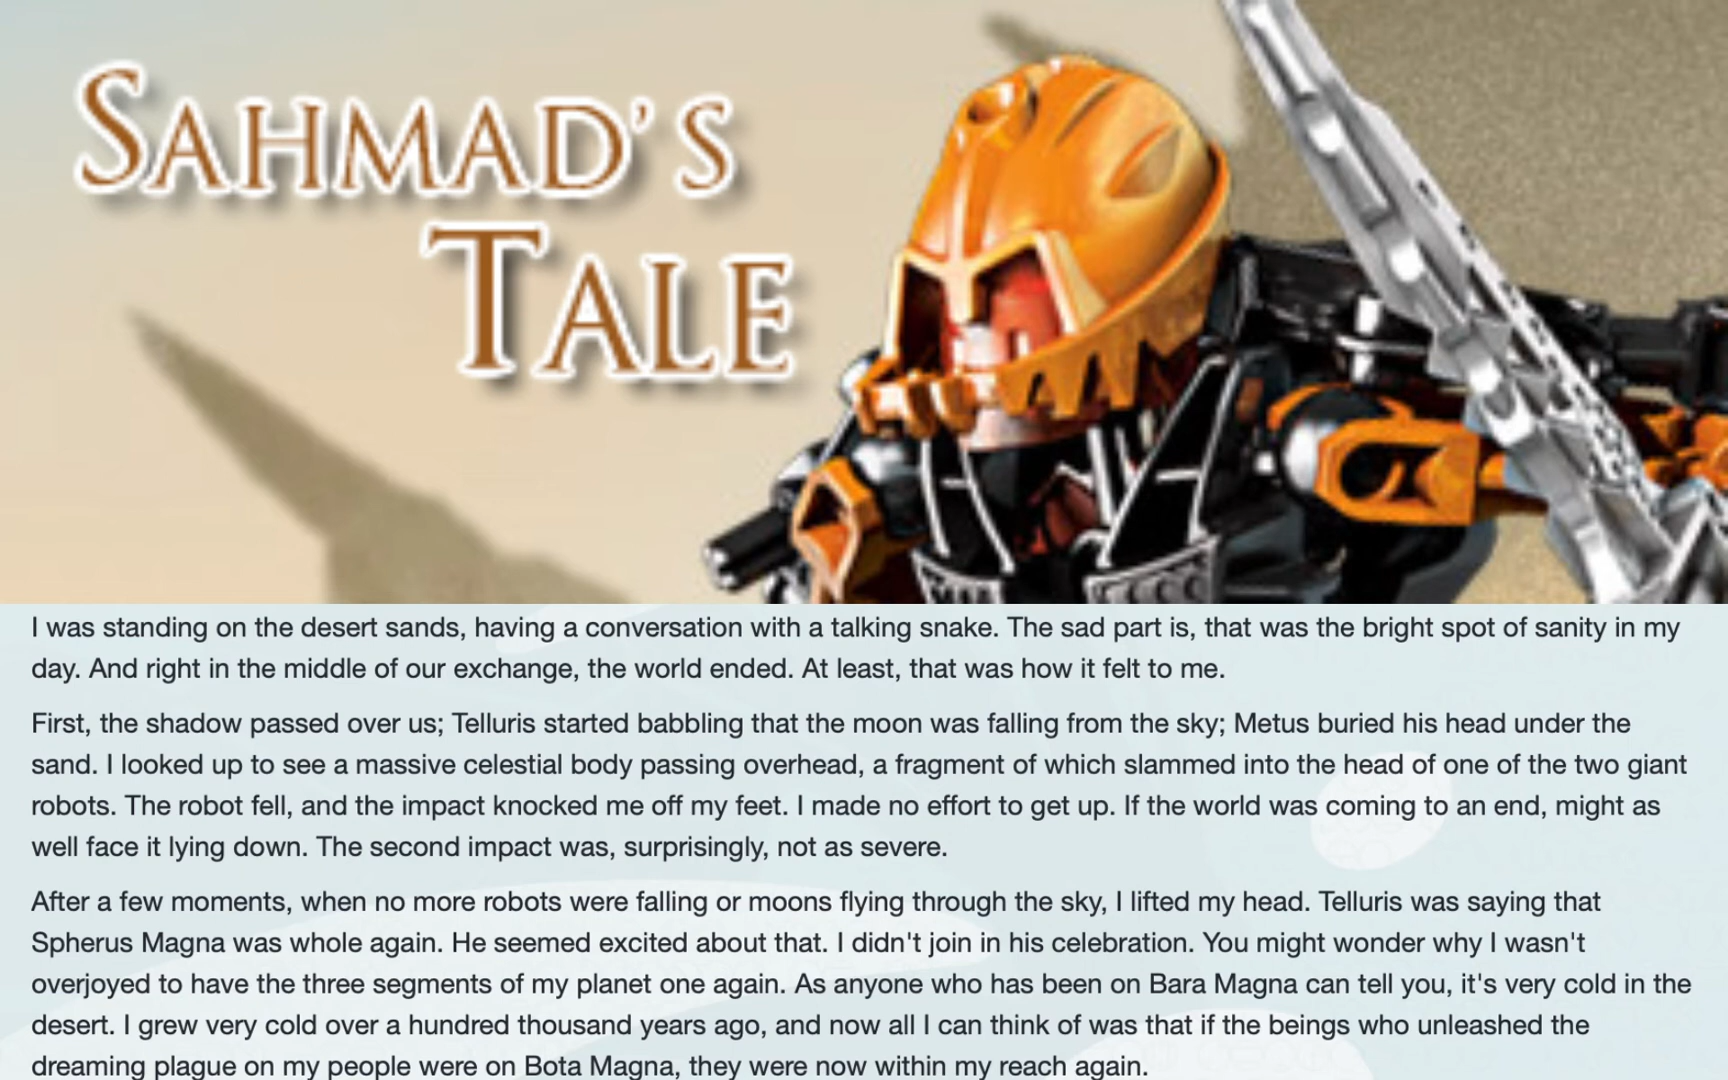 SAHMAD'S
TALE
I was standing on the desert sands, having a conversation with a talking snake. The sad part is, that was the bright spot of sanity in my
day. And right in the middle of our exchange, the world ended. At least, that was how it felt to me.
First, the shadow passed over us; Telluris started babbling that the moon was falling from the sky; Metus buried his head under the
sand. I looked up to see a massive celestial body passing overhead, a fragment of which slammed into the head of one of the two giant
robots. The robot fell, and the impact knocked me off my feet. I made no effort to get up. If the world was coming to an end, might as
well face it lying down. The second impact was, surprisingly, not as severe.
After a few moments, when no more robots were falling or moons flying through the sky, I lifted my head. Telluris was saying that
Spherus Magna was whole again. He seemed excited about that. I didn't join in his celebration. You might wonder why I wasn't
overjoyed to have the three segments of my planet one again. As anyone who has been on Bara Magna can tell you, it's very cold in the
desert. I grew very cold over a hundred thousand years ago, and now all I can think of was that if the beings who unleashed the
dreaming plague on my people were on Bota Magna, they were now within my reach again.